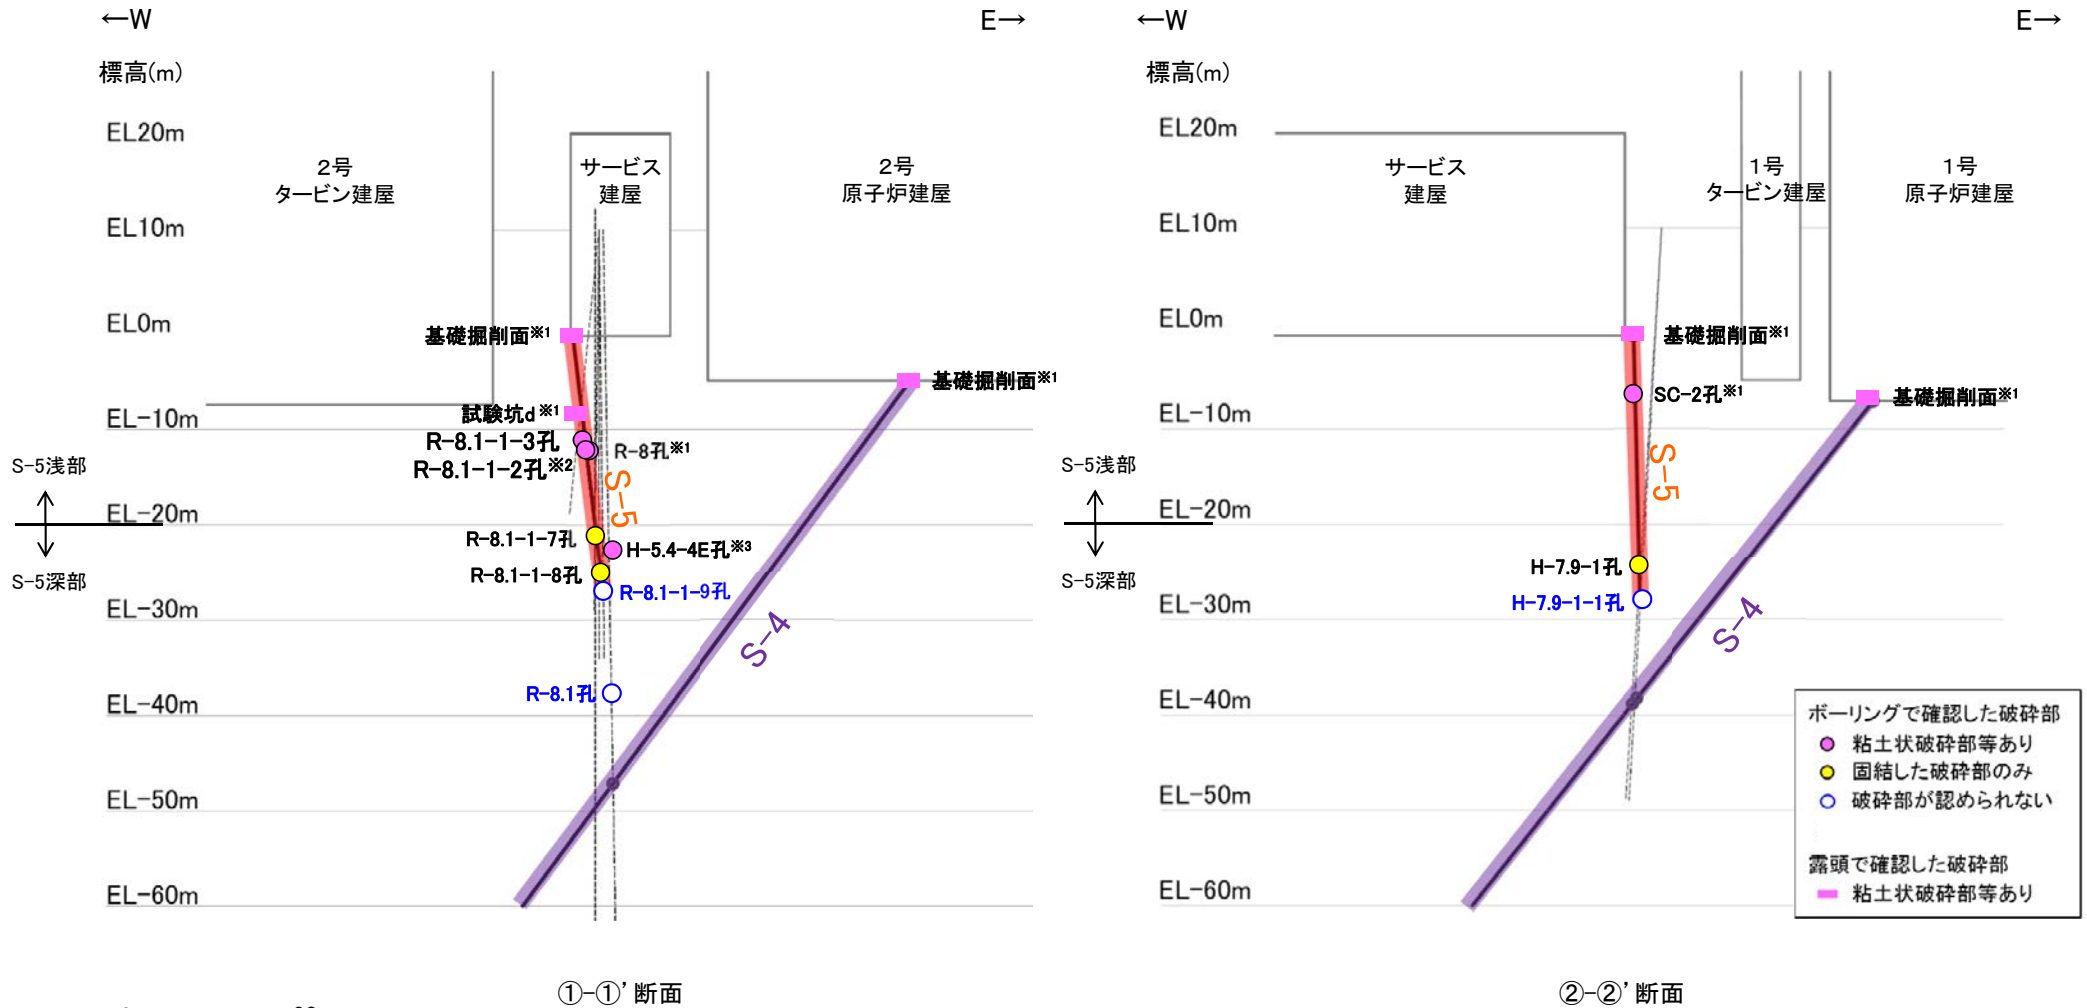 ←W
E→
標高(m)
EL20m
2号
タービン建屋
サービス
建屋
2号
原子炉建屋
EL10m
EL0m
基礎掘削面※1
基礎掘削面※1
試験坑d※1
EL-10m
R-8.1-1-3孔
R-8孔※1
R-8.1-1-2孔※2
S-5浅部
S-5
EL-20m
R-8.1-1-7孔
H-5.4-4E孔※3
S-5深部
R-8.1-1-8孔
R-8.1-1-9孔
EL-30m
S-4
R-8.1孔
EL-40m
EL-50m
EL-60m
①-①’断面
←W
E→
標高(m)
EL20m
サービス
建屋
1号
タービン建屋
1号
原子炉建屋
EL10m
EL0m
基礎掘削面※1
SC-2孔※1
基礎掘削面※1
EL-10m
S-5浅部
S-5
EL-20m
H-7.9-1孔
S-5深部
H-7.9-1-1孔
EL-30m
S-4
EL-40m
EL-50m
EL-60m
ボーリングで確認した破砕部
粘土状破砕部等あり
固結した破砕部のみ
破砕部が認められない
露頭で確認した破砕部
粘土状破砕部等あり
②-②’断面